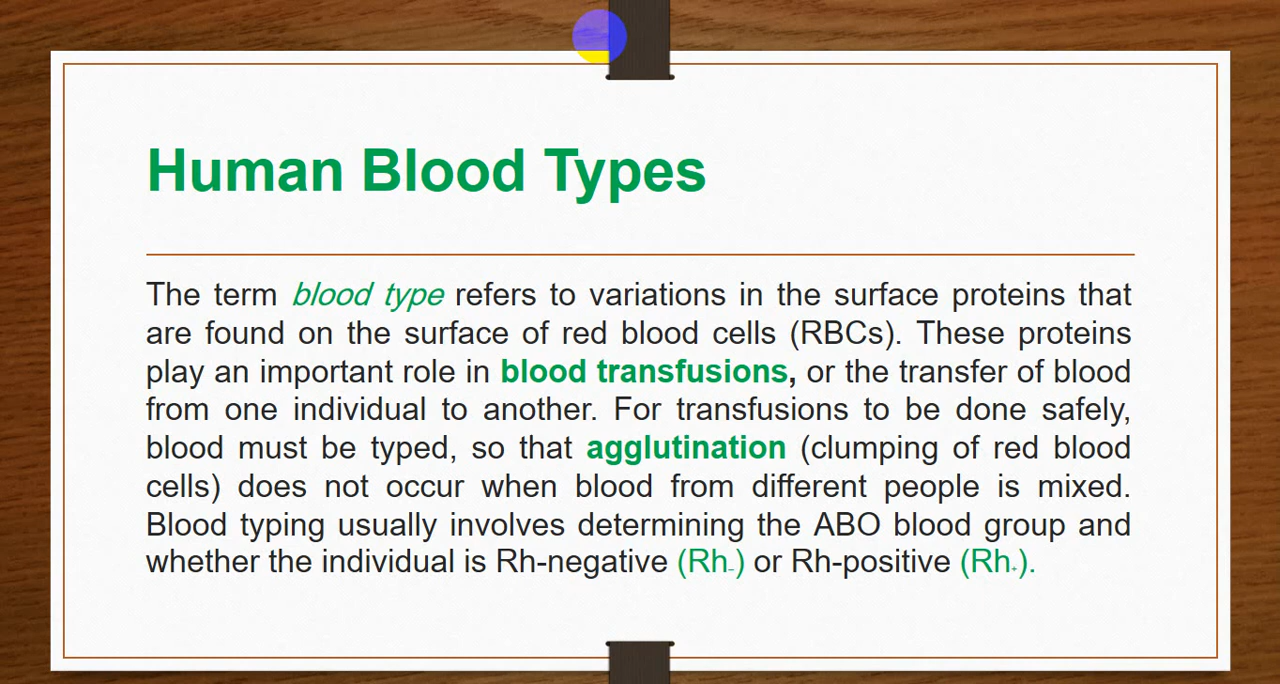 Human Blood Types
The term blood type refers to variations in the surface proteins that
are found on the surface of red blood cells (RBCs). These proteins
play an important role in blood transfusions, or the transfer of blood
from one individual to another. For transfusions to be done safely,
blood must be typed, so that agglutination (clumping of red blood
cells) does not occur when blood from different people is mixed.
Blood typing usually involves determining the ABO blood group and
whether the individual is Rh-negative (Rh-) or Rh-positive (Rh+).